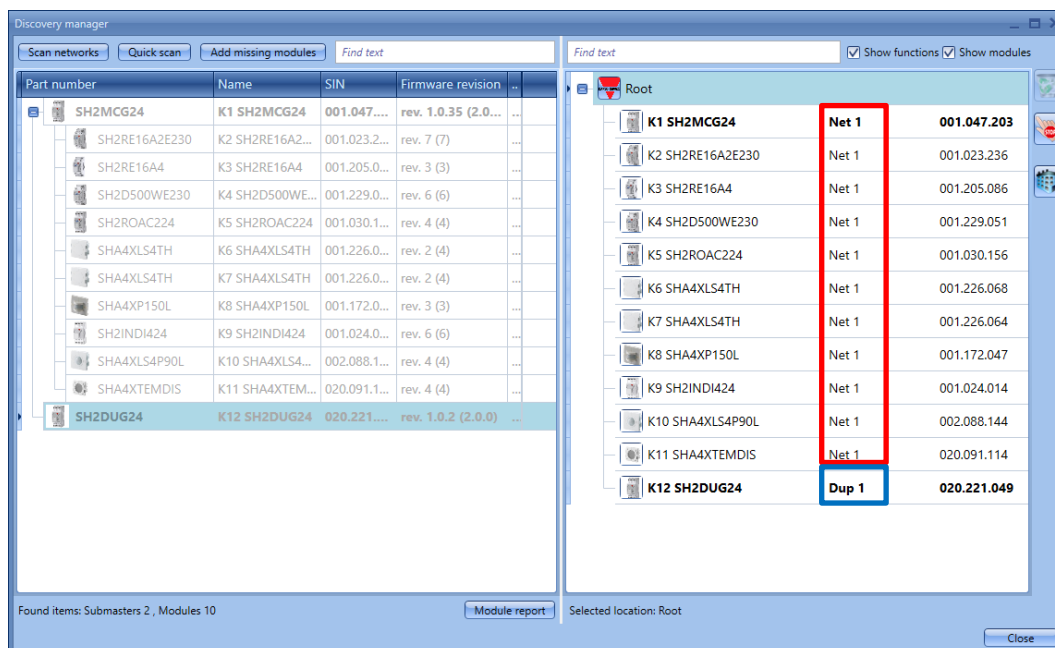 Discovery manager
Scan networks Quick scan Add missing modules Find text
Part number Name SIN Firmware revision ..
SH2MCG24 K1 SH2MCG24 001.047.... rev. 1.0.35 (2.0... ...
SH2RE16A2E230 K2 SH2RE16A2... 001.023.2... rev. 7 (7) ...
SH2RE16A4 K3 SH2RE16A4 001.205.0... rev. 3 (3) ...
SH2D500WE230 K4 SH2D500WE... 001.229.0... rev. 6 (6) ...
SH2ROAC224 K5 SH2ROAC224 001.030.1... rev. 4 (4) ...
SHA4XLS4TH K6 SHA4XLS4TH 001.226.0... rev. 2 (4) ...
SHA4XLS4TH K7 SHA4XLS4TH 001.226.0... rev. 2 (4) ...
SHA4XP150L K8 SHA4XP150L 001.172.0... rev. 3 (3) ...
SH2INDI424 K9 SH2INDI424 001.024.0... rev. 6 (6) ...
SHA4XLS4P90L K10 SHA4XLS4... 002.088.1... rev. 4 (4) ...
SHA4XTEMDIS K11 SHA4XTEM... 020.091.1... rev. 4 (4) ...
SH2DUG24 K12 SH2DUG24 020.221.... rev. 1.0.2 (2.0.0) ...
Found items: Submasters 2 , Modules 10 Module report
Find text Show functions Show modules
Root
K1 SH2MCG24 Net 1 001.047.203
K2 SH2RE16A2E230 Net 1 001.023.236
K3 SH2RE16A4 Net 1 001.205.086
K4 SH2D500WE230 Net 1 001.229.051
K5 SH2ROAC224 Net 1 001.030.156
K6 SHA4XLS4TH Net 1 001.226.068
K7 SHA4XLS4TH Net 1 001.226.064
K8 SHA4XP150L Net 1 001.172.047
K9 SH2INDI424 Net 1 001.024.014
K10 SHA4XLS4P90L Net 1 002.088.144
K11 SHA4XTEMDIS Net 1 020.091.114
K12 SH2DUG24 Dup 1 020.221.049
Selected location: Root
Close